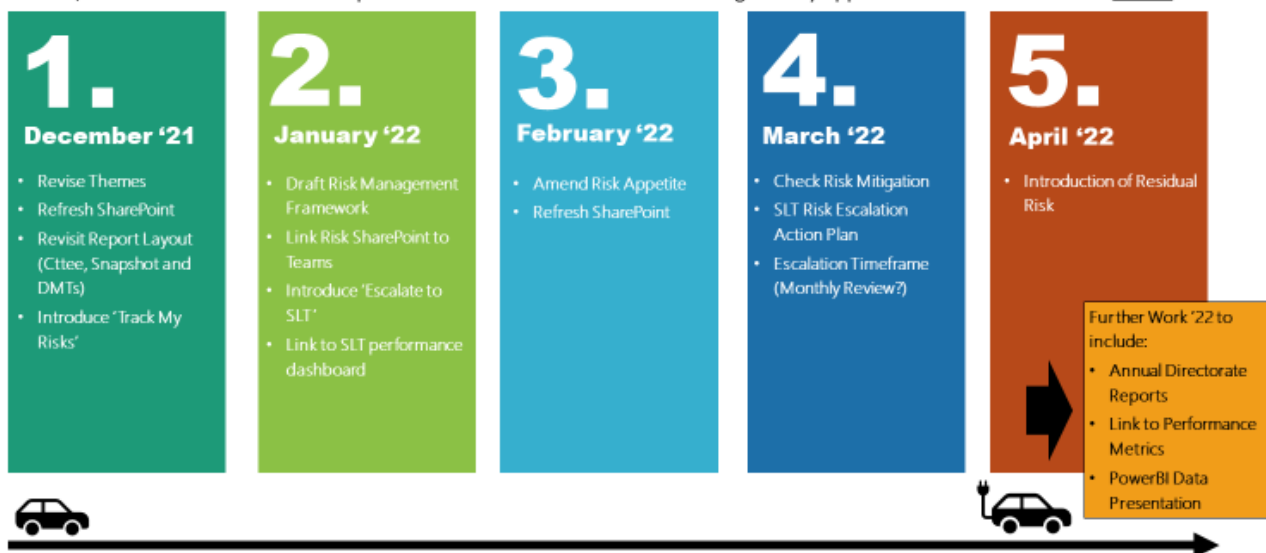 1.
December ‘21
• Revise Themes
• Refresh SharePoint
• Revisit Report Layout
(Cttee, Snapshot and
DMTs)
• Introduce ‘Track My
Risks’
2.
January ‘22
• Draft Risk Management
Framework
• Link Risk SharePoint to
Teams
• Introduce ‘Escalate to
SLT’
• Link to SLT performance
dashboard
3.
February ‘22
• Amend Risk Appetite
• Refresh SharePoint
4.
March ‘22
• Check Risk Mitigation
• SLT Risk Escalation
Action Plan
• Escalation Timeframe
(Monthly Review?)
5.
April ‘22
• Introduction of Residual
Risk
Further Work ‘22 to
include:
• Annual Directorate
Reports
• Link to Performance
Metrics
• PowerBI Data
Presentation